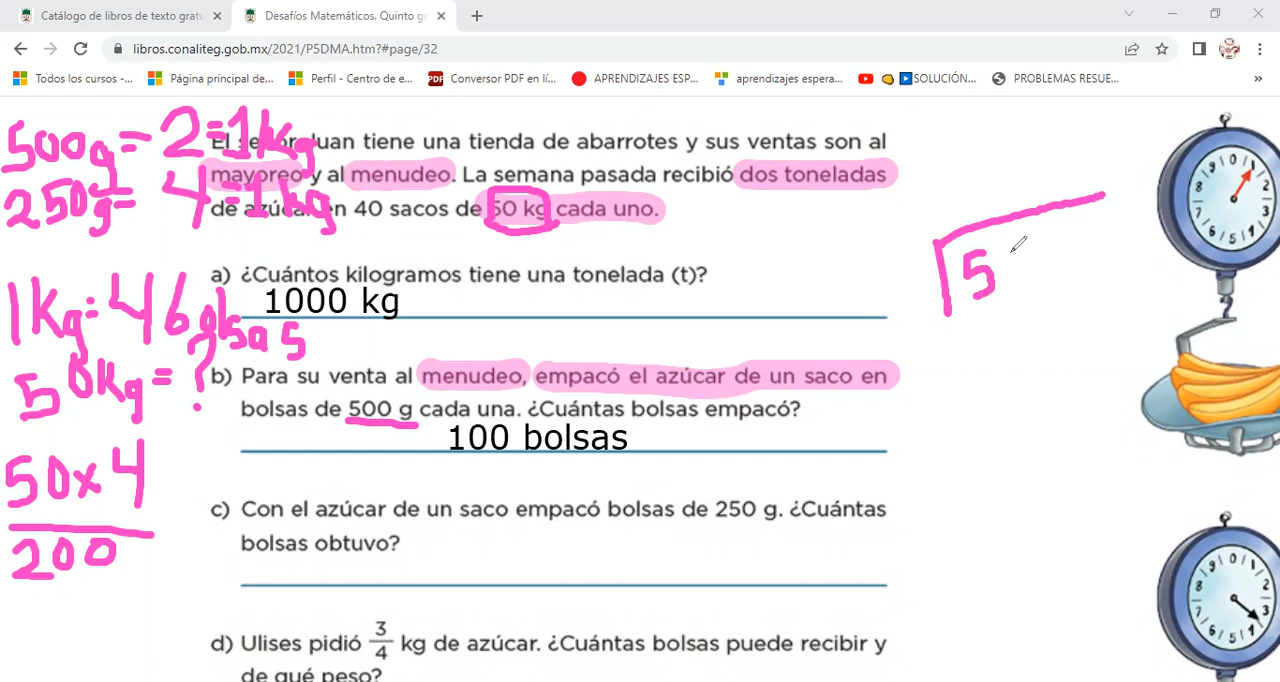 Catálogo de libros de texto gratu
Desafíos Matemáticos. Quinto gr
libros.conaliteg.gob.mx/2021/P5DMA.htm?#page/32
Todos los cursos -...
Página principal de...
Perfil - Centro de e...
PDF
Conversor PDF en lí...
APRENDIZAJES ESP...
aprendizajes espera...
SOLUCIÓN...
PROBLEMAS RESUE...
»
500g = 2 = 1kg
250g = 4 = 1kg
El señor Juan tiene una tienda de abarrotes y sus ventas son al
mayoreo y al menudeo. La semana pasada recibió dos toneladas
de azúcar en 40 sacos de 50 kg cada uno.
a) ¿Cuántos kilogramos tiene una tonelada (t)?
1000 kg
1Kg = 4 bolsas
50kg = ?
b) Para su venta al menudeo, empacó el azúcar de un saco en
bolsas de 500 g cada una. ¿Cuántas bolsas empacó?
100 bolsas
50x4
200
c) Con el azúcar de un saco empacó bolsas de 250 g. ¿Cuántas
bolsas obtuvo?
d) Ulises pidió 3/4 kg de azúcar. ¿Cuántas bolsas puede recibir y
de qué peso?
5